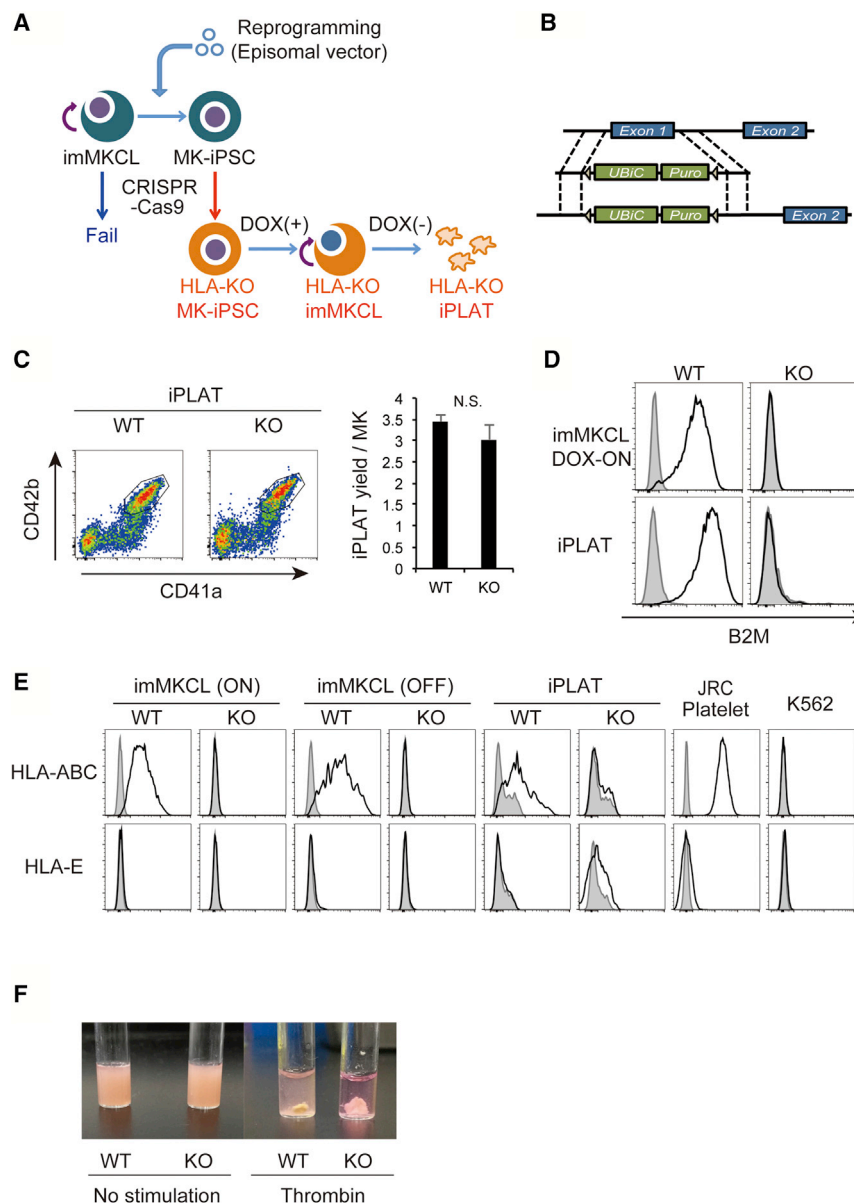 A
Reprogramming
(Episomal vector)
imMKCL
MK-iPSC
CRISPR
-Cas9
Fail
DOX(+)
DOX(-)
HLA-KO
MK-iPSC
HLA-KO
imMKCL
HLA-KO
iPLAT
B
Exon 1
Exon 2
UBiC
Puro
UBiC
Puro
Exon 2
C
iPLAT
WT
KO
CD42b
CD41a
iPLAT yield / MK
4
3.5
3
2.5
2
1.5
1
0.5
0
N.S.
WT
KO
D
WT
KO
imMKCL
DOX-ON
iPLAT
B2M
E
imMKCL (ON)
imMKCL (OFF)
iPLAT
JRC
Platelet
K562
WT
KO
WT
KO
WT
KO
HLA-ABC
HLA-E
F
WT
KO
WT
KO
No stimulation
Thrombin